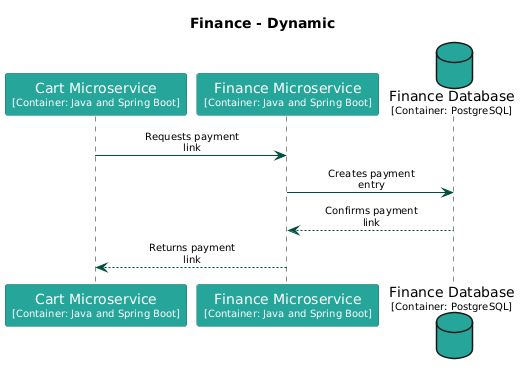 Finance - Dynamic
Cart Microservice
[Container: Java and Spring Boot]
Finance Microservice
[Container: Java and Spring Boot]
Finance Database
[Container: PostgreSQL]
Requests payment
link
Creates payment
entry
Confirms payment
link
Returns payment
link
Cart Microservice
[Container: Java and Spring Boot]
Finance Microservice
[Container: Java and Spring Boot]
Finance Database
[Container: PostgreSQL]